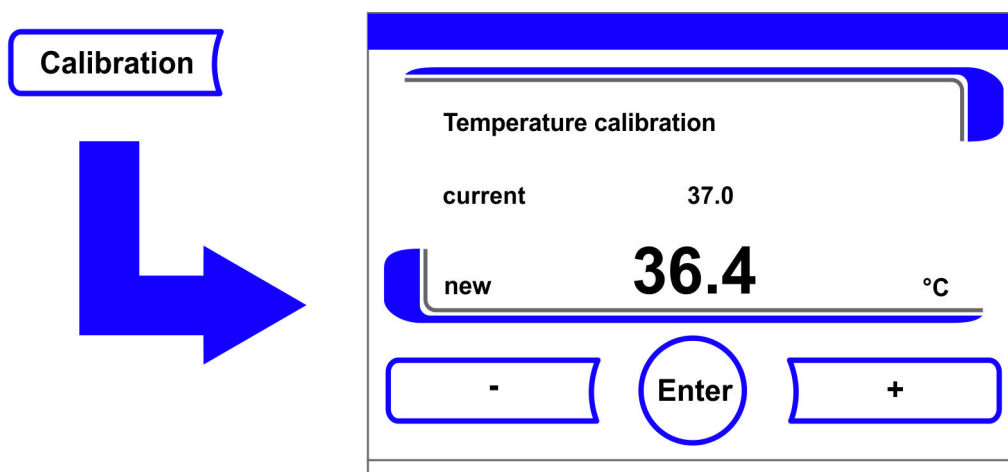 Calibration
Temperature calibration
current 37.0
new 36.4 °C
- Enter +